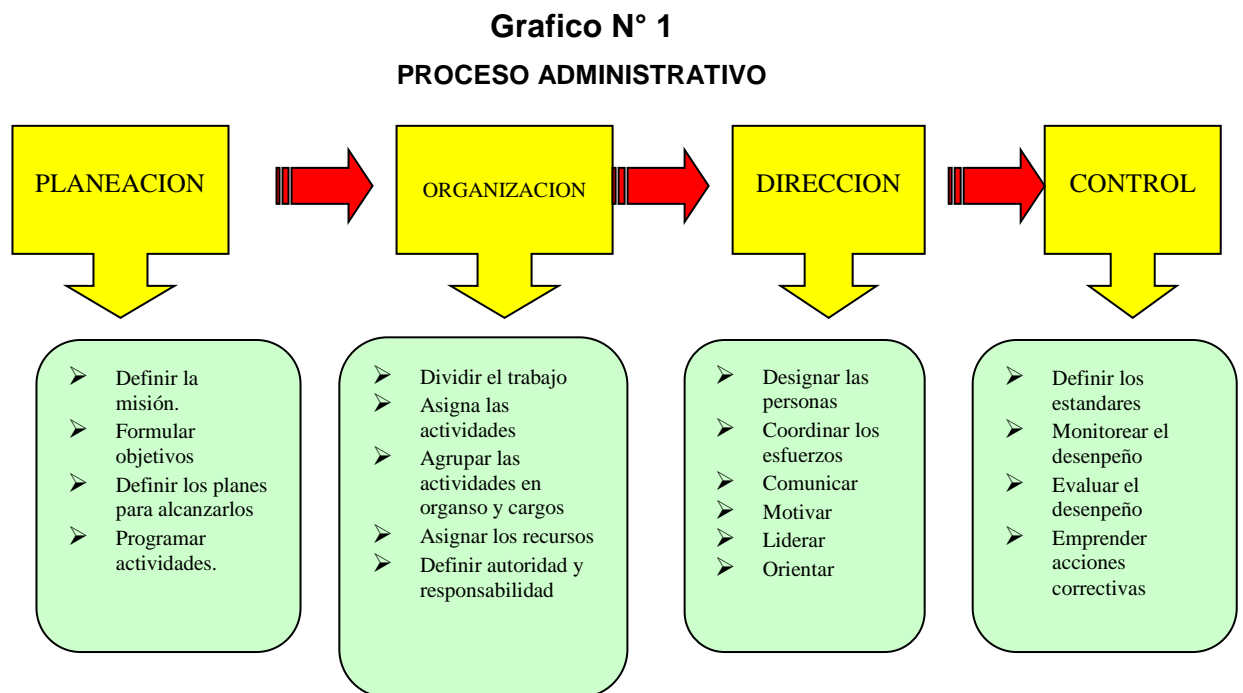 Grafico N° 1
PROCESO ADMINISTRATIVO
PLANEACION
ORGANIZACION
DIRECCION
CONTROL
➢ Definir la
misión.
➢ Formular
objetivos
➢ Definir los planes
para alcanzarlos
➢ Programar
actividades.
➢ Dividir el trabajo
➢ Asigna las
actividades
➢ Agrupar las
actividades en
organso y cargos
➢ Asignar los recursos
➢ Definir autoridad y
responsabilidad
➢ Designar las
personas
➢ Coordinar los
esfuerzos
➢ Comunicar
➢ Motivar
➢ Liderar
➢ Orientar
➢ Definir los
estandares
➢ Monitorear el
desempeño
➢ Evaluar el
desempeño
➢ Emprender
acciones
correctivas